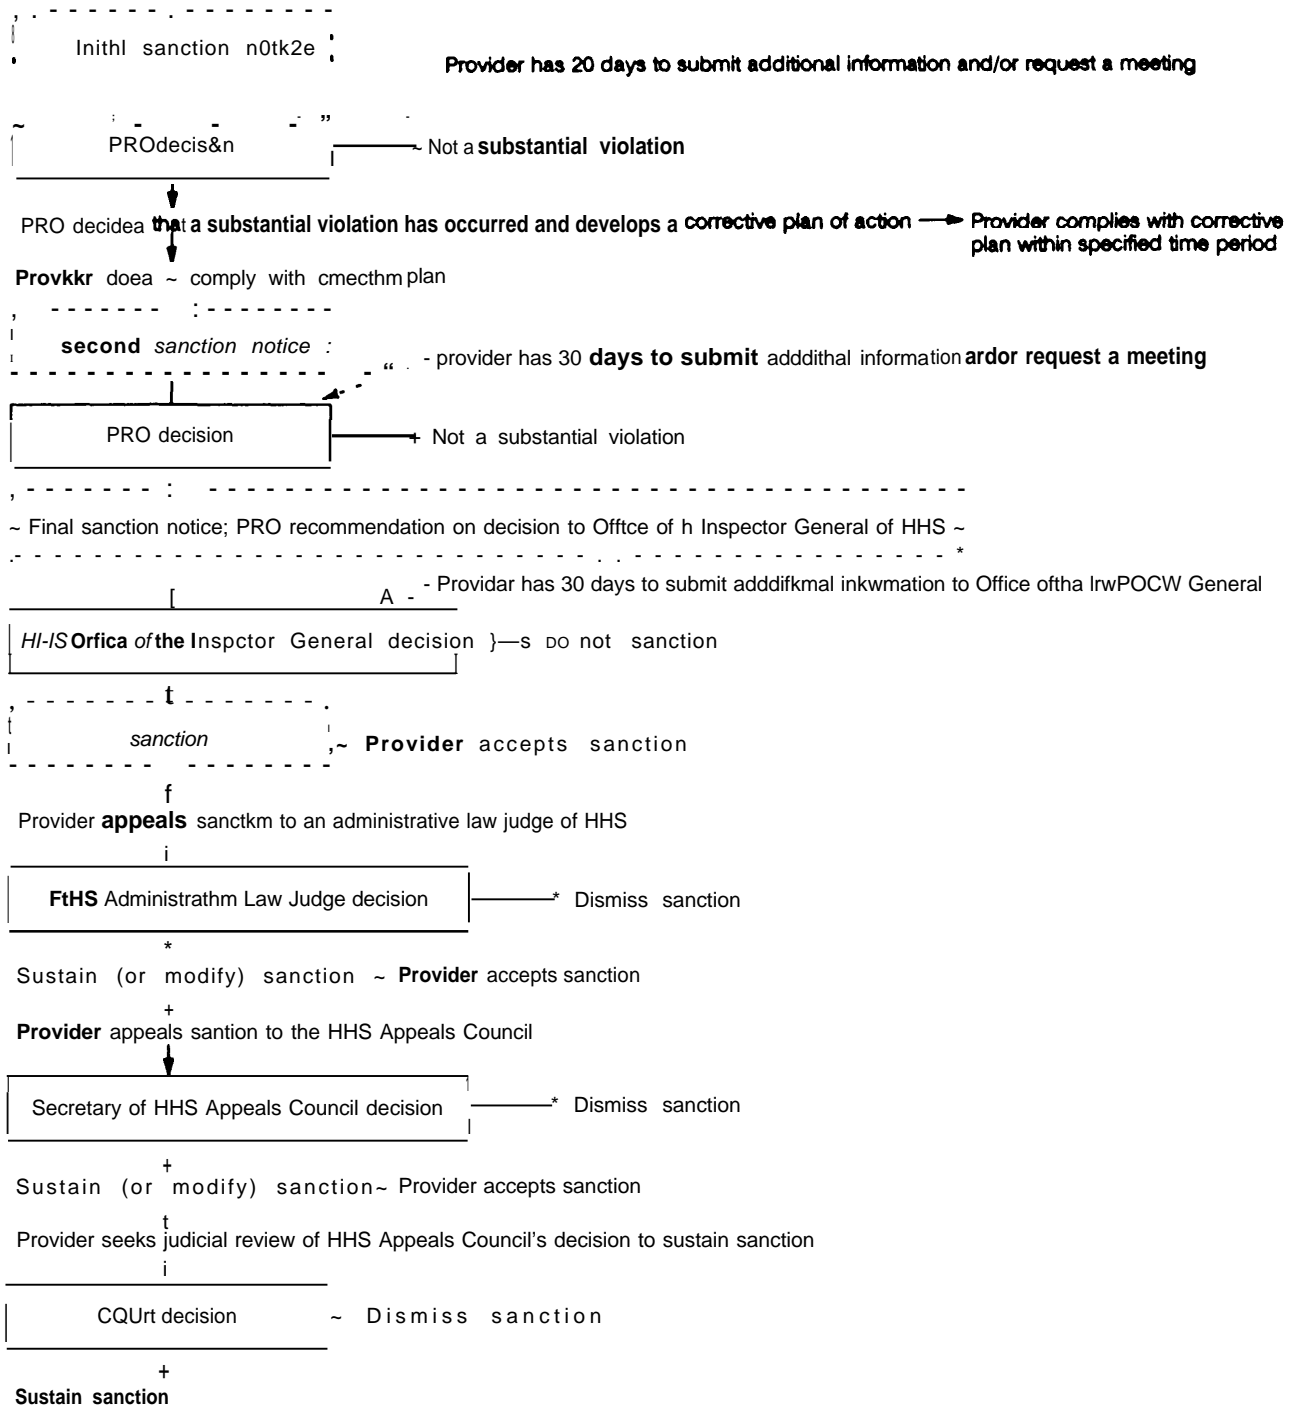 Inithl sanction n0tk2e
Provider has 20 days to submit additional information and/or request a meeting
PROdecis&n
~ Not a substantial violation
PRO decidea that a substantial violation has occurred and develops a corrective plan of action
Provider complies with corrective
plan within specified time period
Provkkr doea ~ comply with cmecthm plan
second sanction notice :
- provider has 30 days to submit adddithal information ardor request a meeting
PRO decision
+ Not a substantial violation
~ Final sanction notice; PRO recommendation on decision to Offtce of h Inspector General of HHS ~
- Providar has 30 days to submit adddifkmal inkwmation to Office oftha lrwPOCW General
[ A
HI-IS Orfica of the Inspctor General decision }—s DO not sanction
t
sanction
,~ Provider accepts sanction
f
Provider appeals sanctkm to an administrative law judge of HHS
i
FtHS Administrathm Law Judge decision
* Dismiss sanction
*
Sustain (or modify) sanction ~ Provider accepts sanction
+
Provider appeals santion to the HHS Appeals Council
Secretary of HHS Appeals Council decision
* Dismiss sanction
+
Sustain (or modify) sanction~ Provider accepts sanction
t
Provider seeks judicial review of HHS Appeals Council's decision to sustain sanction
i
CQUrt decision
~ Dismiss sanction
+
Sustain sanction